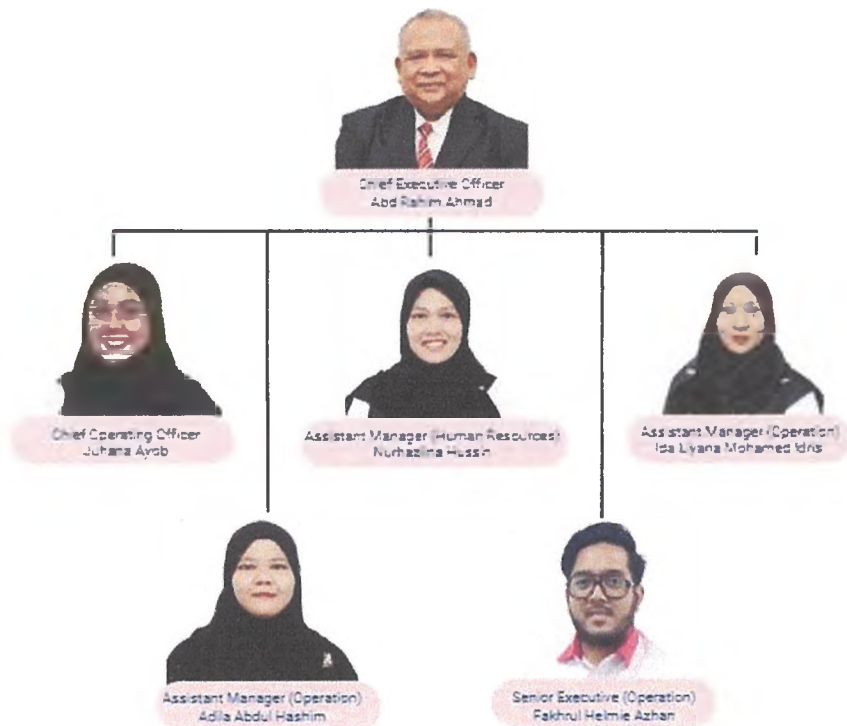 Chief Executive Officer
Abd Rahim Ahmad
Chief Operating Officer
Juhana Ayob
Assistant Manager (Human Resources)
Nurhazlina Hussin
Assistant Manager (Operation)
Ida Liyana Mohamed Idris
Assistant Manager (Operation)
Adila Abdul Hashim
Senior Executive (Operation)
Fakhrul Helmie Azhan